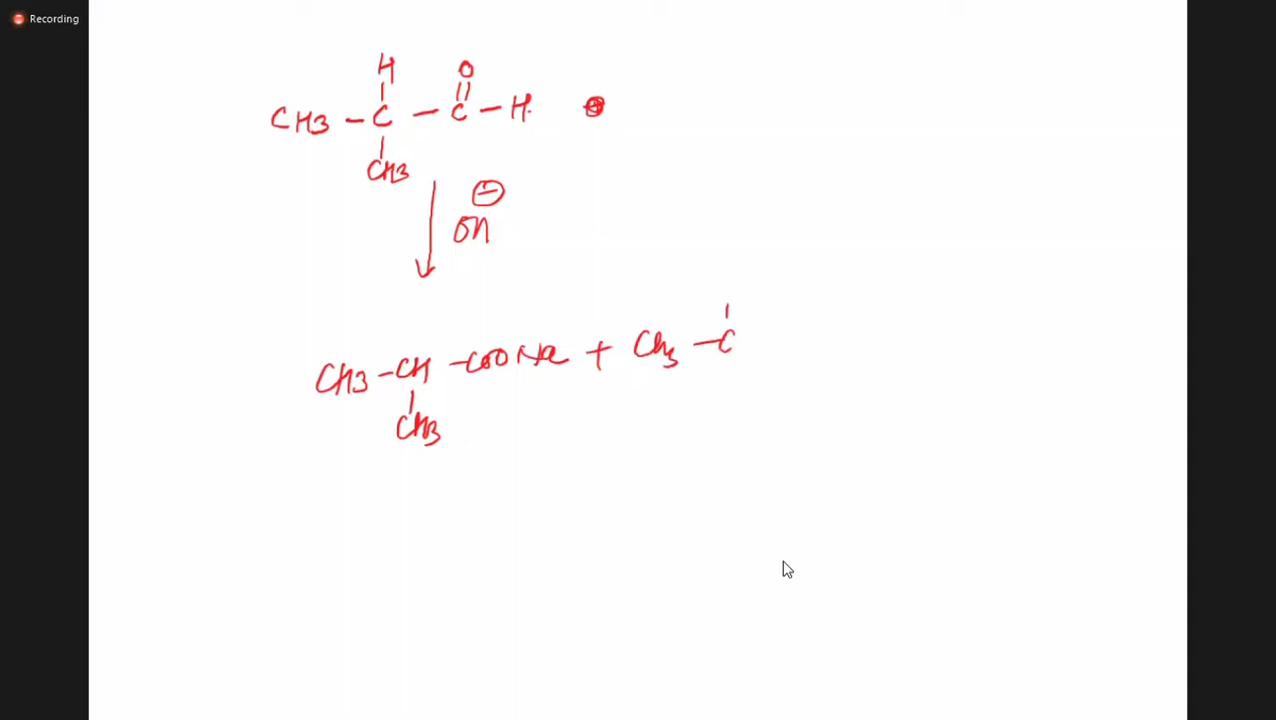 Recording
H O
CH3 - C - C - H
CH3
⊖
OH
CH3 - CH - COONa + CH3 - C
CH3